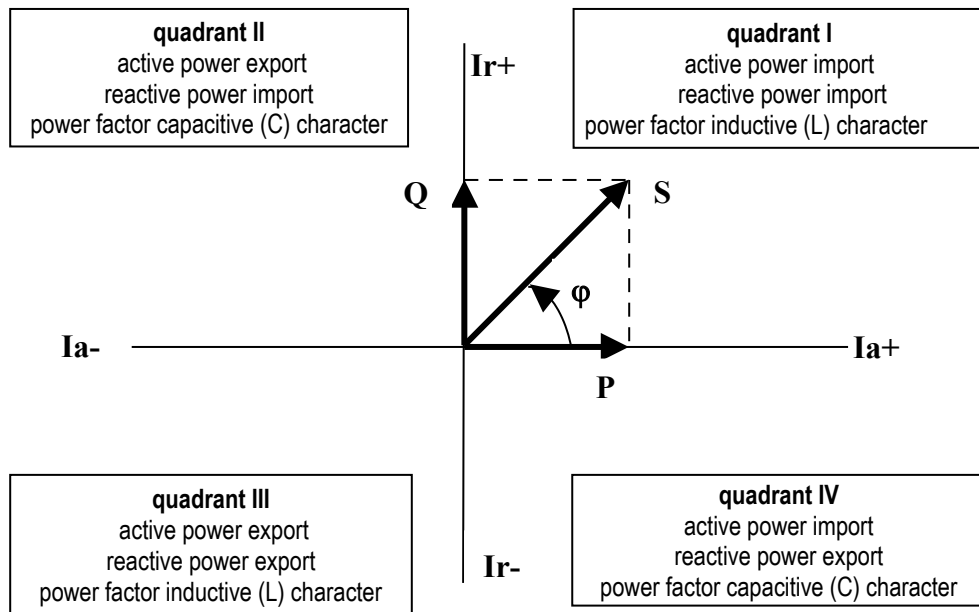 quadrant II
active power export
reactive power import
power factor capacitive (C) character
Ir+
quadrant I
active power import
reactive power import
power factor inductive (L) character
Q
S
φ
Ia-
Ia+
P
quadrant III
active power export
reactive power export
power factor inductive (L) character
Ir-
quadrant IV
active power import
reactive power export
power factor capacitive (C) character